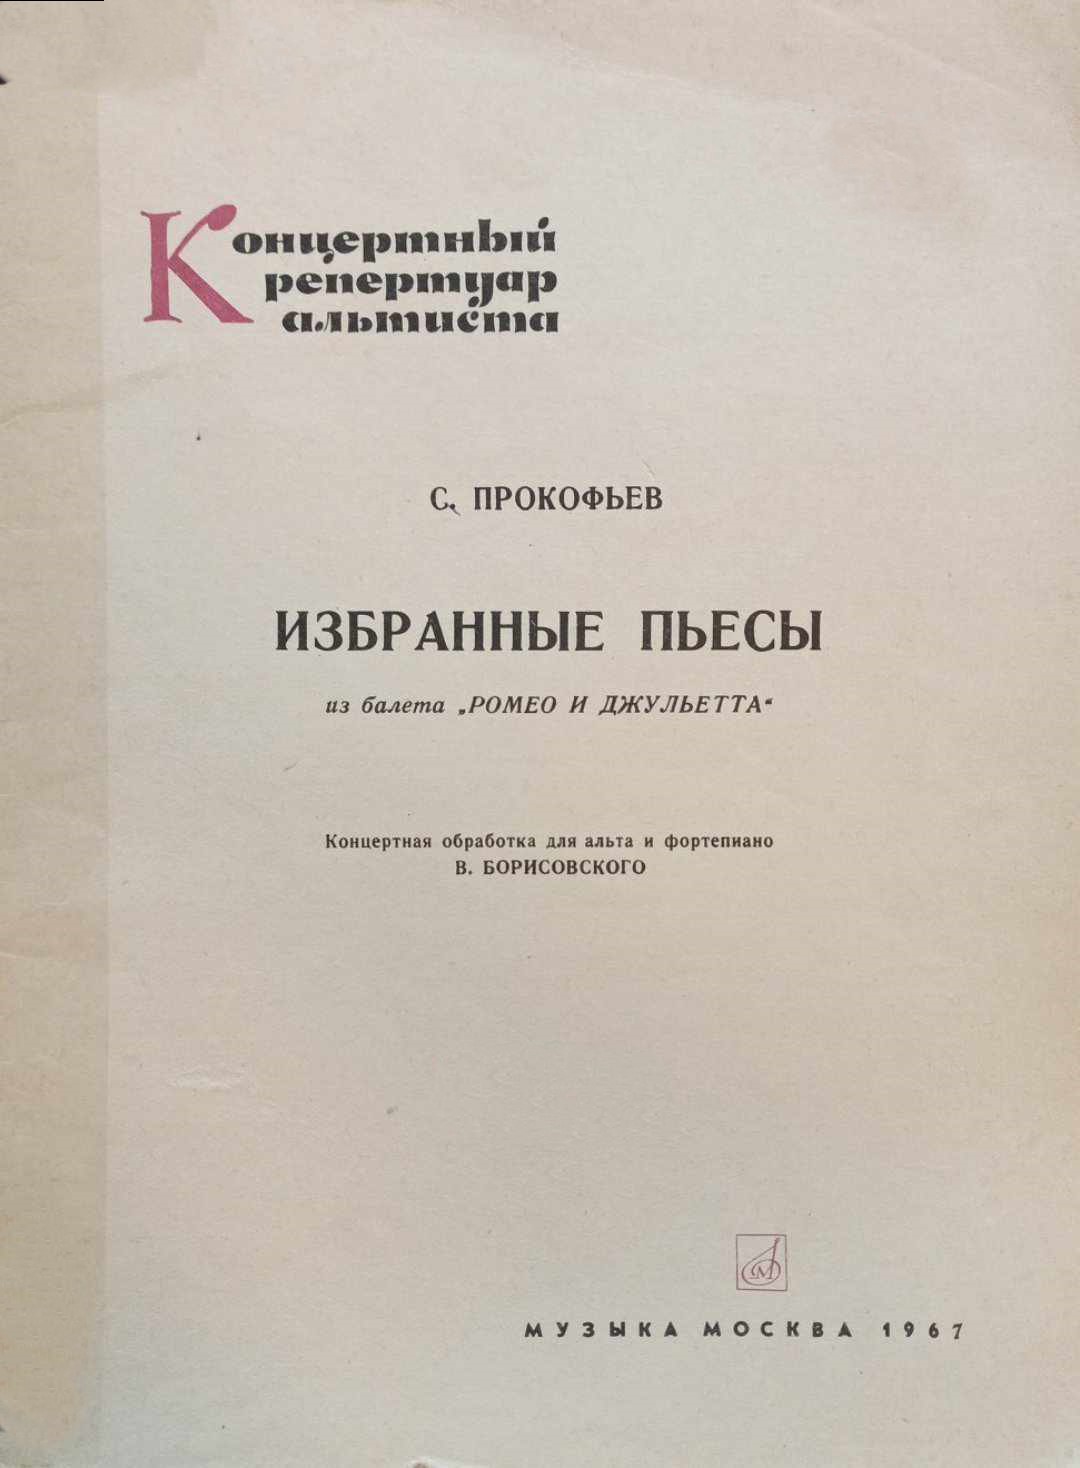 Концертный
репертуар
альтиста
С. ПРОКОФЬЕВ
ИЗБРАННЫЕ ПЬЕСЫ
из балета „РОМЕО И ДЖУЛЬЕТТА“
Концертная обработка для альта и фортепиано
В. БОРИСОВСКОГО
М
МУЗЫКА МОСКВА 1967